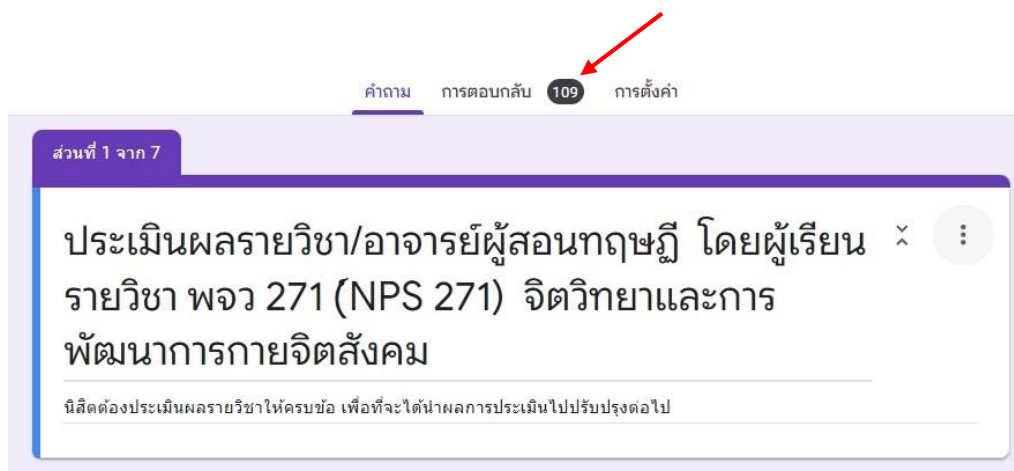 คำถาม การตอบกลับ 109 การตั้งค่า
ส่วนที่ 1 จาก 7
ประเมินผลรายวิชา/อาจารย์ผู้สอนทฤษฎี โดยผู้เรียน
รายวิชา พจว 271 (NPS 271) จิตวิทยาและการ
พัฒนาการกายจิตสังคม
นิสิตต้องประเมินผลรายวิชาให้ครบข้อ เพื่อที่จะได้นำผลการประเมินไปปรับปรุงต่อไป